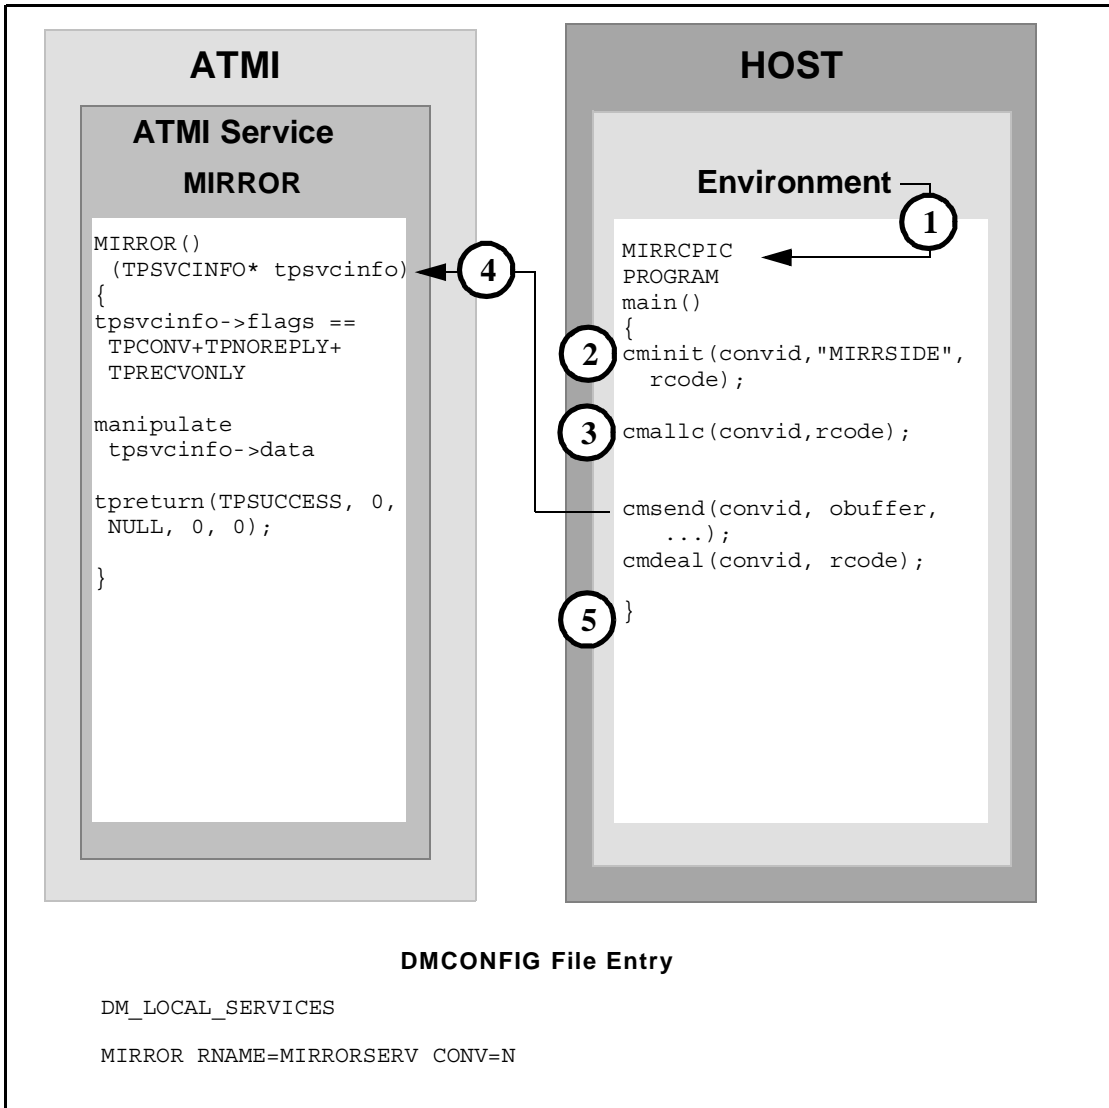 ATMI
ATMI Service
MIRROR
MIRROR()
(TPSVCINFO* tpsvcinfo)
{
tpsvcinfo->flags ==
TPCONV+TPNOREPLY+
TPRECVONLY
manipulate
tpsvcinfo->data
tpreturn(TPSUCCESS, 0,
NULL, 0, 0);
}
4
HOST
Environment
1
MIRRCPIC
PROGRAM
main()
{
2
cminit(convid,"MIRRSIDE",
rcode);
3
cmallc(convid,rcode);
cmsend(convid, obuffer,
...);
cmdeal(convid, rcode);
5
}
DMCONFIG File Entry
DM_LOCAL_SERVICES
MIRROR RNAME=MIRRORSERV CONV=N